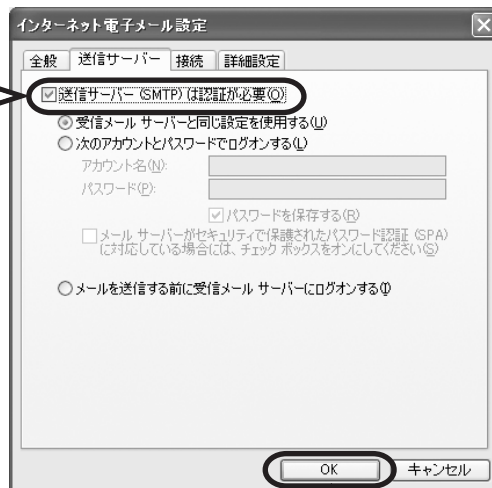 インターネット電子メール設定
全般 送信サーバー 接続 詳細設定
送信サーバー (SMTP) は認証が必要(O)
受信メール サーバーと同じ設定を使用する(U)
次のアカウントとパスワードでログオンする(L)
アカウント名(N):
パスワード(P):
パスワードを保存する(R)
メール サーバーがセキュリティで保護されたパスワード認証 (SPA)
に対応している場合には、チェック ボックスをオンにしてください(S)
メールを送信する前に受信メール サーバーにログオンする(I)
OK キャンセル